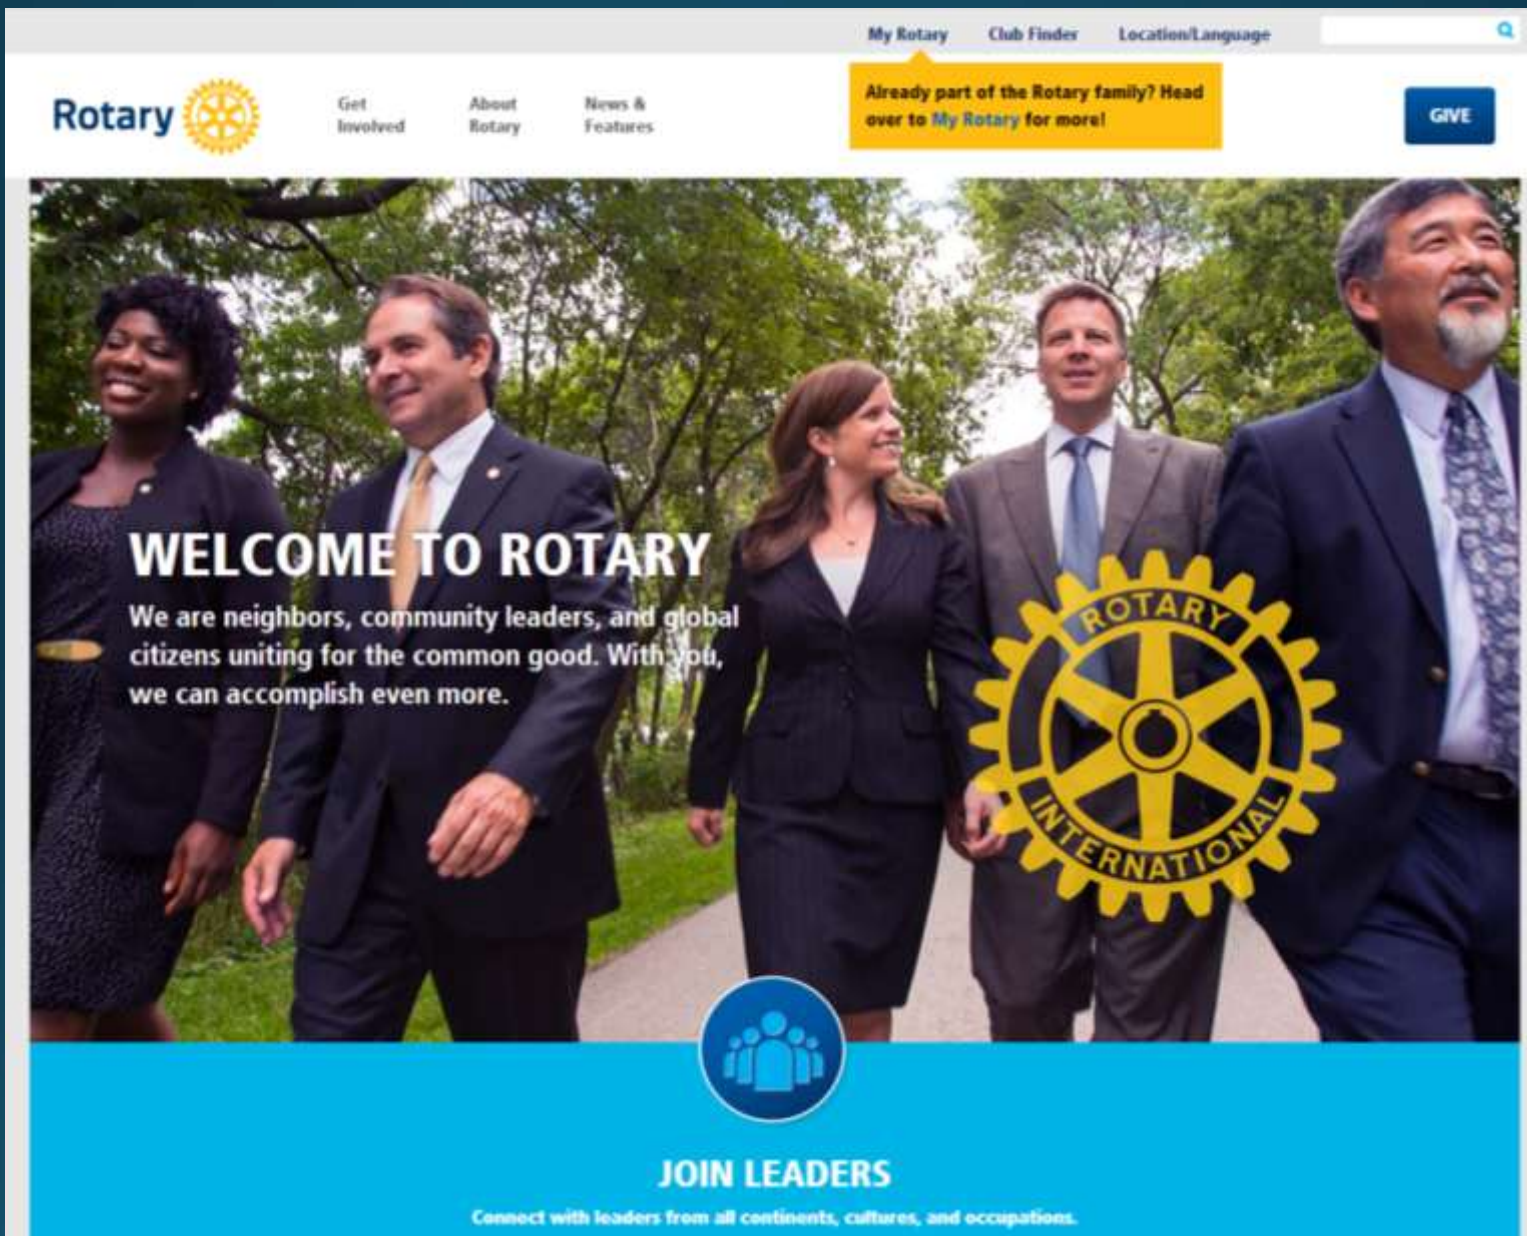 My Rotary Club Finder Location/Language
Already part of the Rotary family? Head
over to My Rotary for more!
Rotary
Get
Involved
About
Rotary
News &
Features
GIVE
WELCOME TO ROTARY
We are neighbors, community leaders, and global
citizens uniting for the common good. With you,
we can accomplish even more.
ROTARY
INTERNATIONAL
JOIN LEADERS
Connect with leaders from all continents, cultures, and occupations.